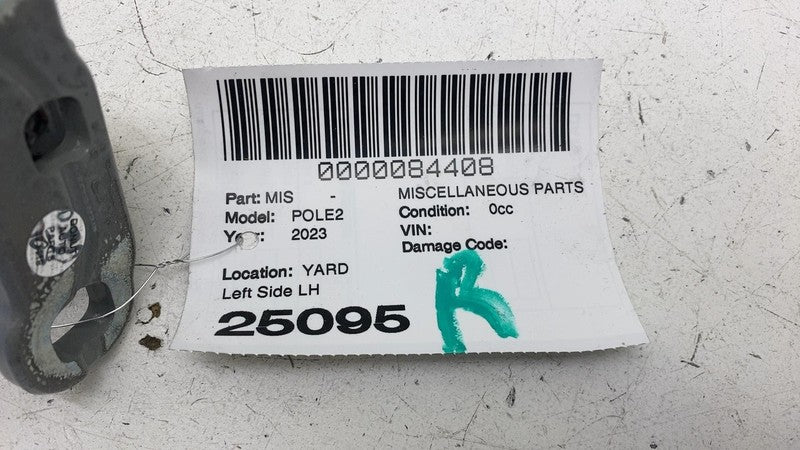 0000084408
Part: MIS - MISCELLANEOUS PARTS
Model: POLE2 Condition: 0cc
Year: 2023 VIN:
Damage Code:
Location: YARD
Left Side LH
25095 R